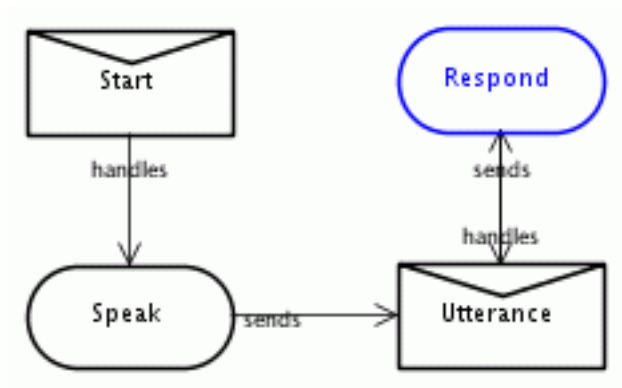 Start
Respond
handles
sends
handles
Speak
sends
Utterance